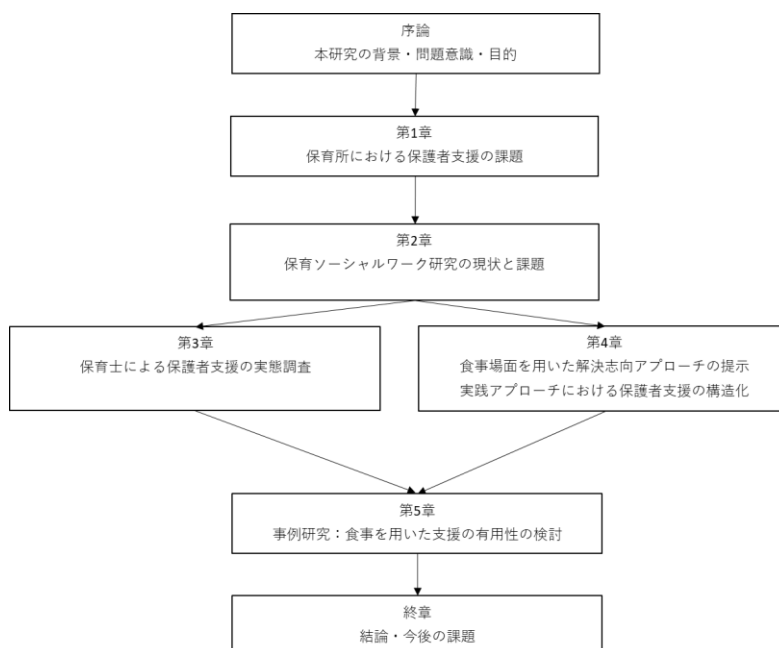 序論
本研究の背景・問題意識・目的
第1章
保育所における保護者支援の課題
第2章
保育ソーシャルワーク研究の現状と課題
第3章
保育士による保護者支援の実態調査
第4章
食事場面を用いた解決志向アプローチの提示
実践アプローチにおける保護者支援の構造化
第5章
事例研究：食事を用いた支援の有用性の検討
終章
結論・今後の課題